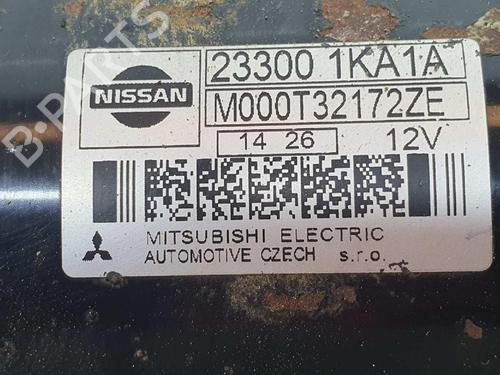 B-PARTS
NISSAN
23300 1KA1A
M000T32172ZE
14 26 12V
MITSUBISHI ELECTRIC
AUTOMOTIVE CZECH s.r.o.